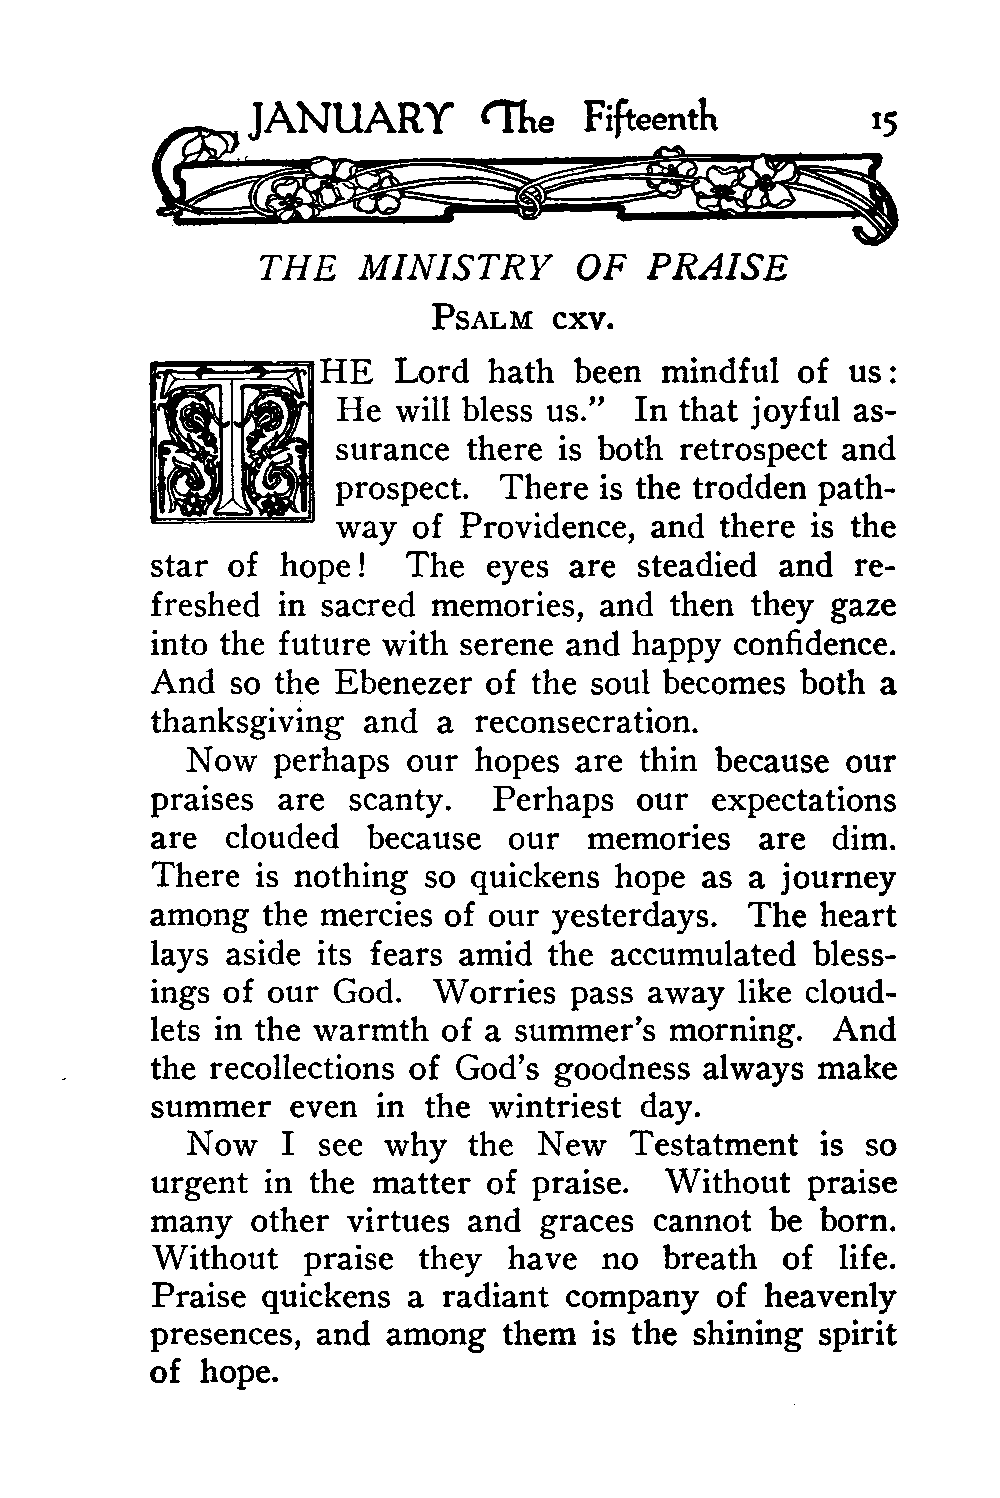 JANUARY The Fifteenth 15
THE MINISTRY OF PRAISE
PSALM CXV.
THE Lord hath been mindful of us:
He will bless us.” In that joyful as-
surance there is both retrospect and
prospect. There is the trodden path-
way of Providence, and there is the
star of hope! The eyes are steadied and re-
freshed in sacred memories, and then they gaze
into the future with serene and happy confidence.
And so the Ebenezer of the soul becomes both a
thanksgiving and a reconsecration.
Now perhaps our hopes are thin because our
praises are scanty. Perhaps our expectations
are clouded because our memories are dim.
There is nothing so quickens hope as a journey
among the mercies of our yesterdays. The heart
lays aside its fears amid the accumulated bless-
ings of our God. Worries pass away like cloud-
lets in the warmth of a summer’s morning. And
the recollections of God’s goodness always make
summer even in the wintriest day.
Now I see why the New Testatment is so
urgent in the matter of praise. Without praise
many other virtues and graces cannot be born.
Without praise they have no breath of life.
Praise quickens a radiant company of heavenly
presences, and among them is the shining spirit
of hope.